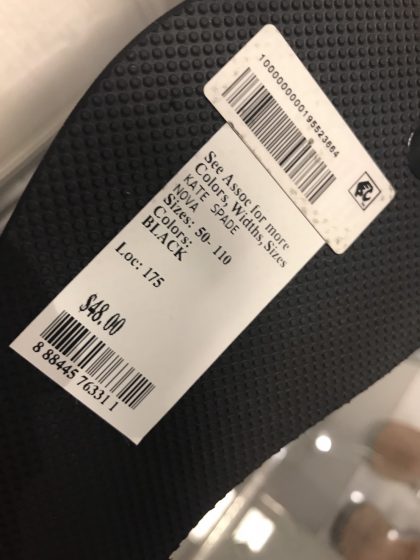 1000000000195523664
See Assoc for more
Colors, Widths, Sizes
KATE SPADE
NOVA
Sizes: 50- 110
Colors:
BLACK
Loc: 175
$48.00
8 88445 76331 1